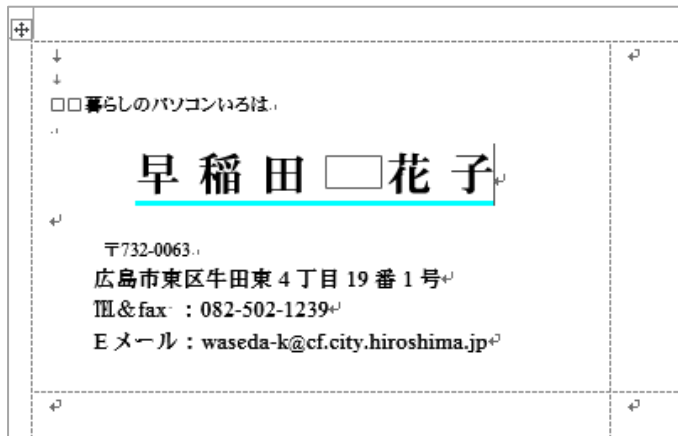 □□暮らしのパソコンいろは
早稲田 花子
〒732-0063
広島市東区牛田東4丁目19番1号
℡&fax : 082-502-1239
Eメール：waseda-k@cf.city.hiroshima.jp